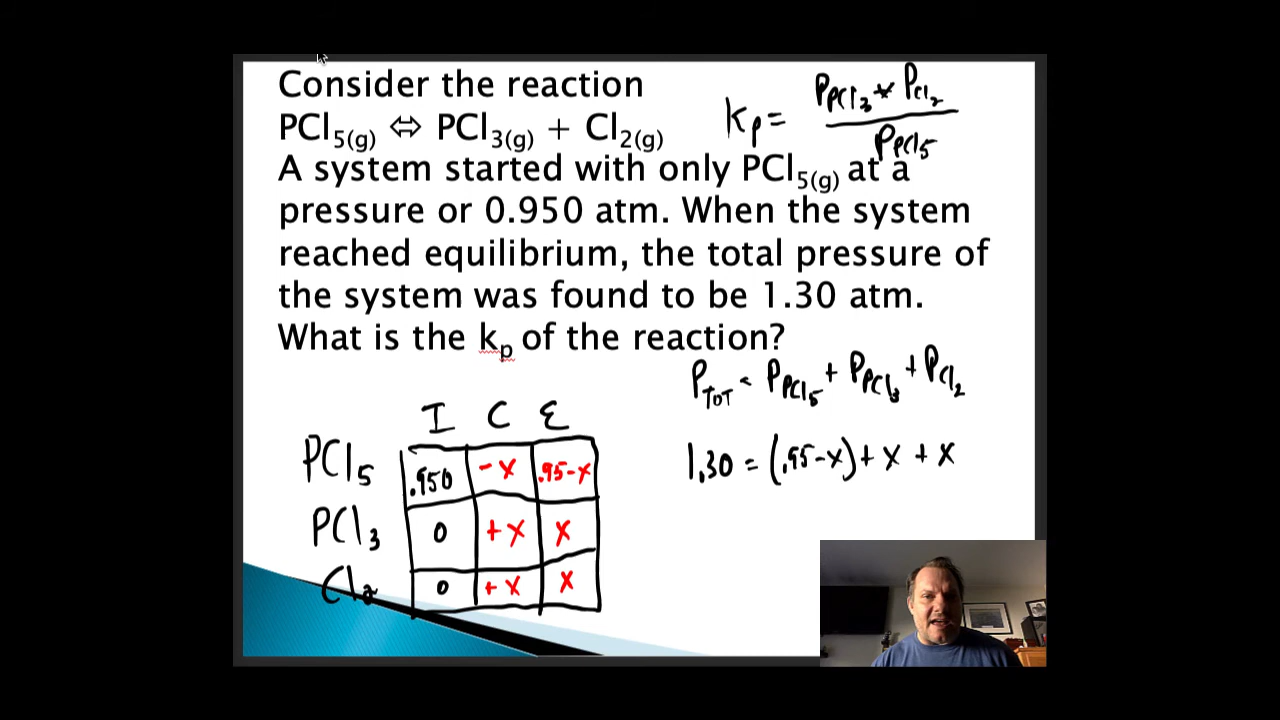 Consider the reaction
PCl5(g) ⇔ PCl3(g) + Cl2(g)
Kp = PPCl3 * PCl2 / PPCl5
A system started with only PCl5(g) at a
pressure or 0.950 atm. When the system
reached equilibrium, the total pressure of
the system was found to be 1.30 atm.
What is the kp of the reaction?
PTOT = PPCl5 + PPCl3 + PCl2
1.30 = (.95-x) + x + x
I C E
PCl5 .950 -x .95-x
PCl3 0 +x x
Cl2 0 +x x